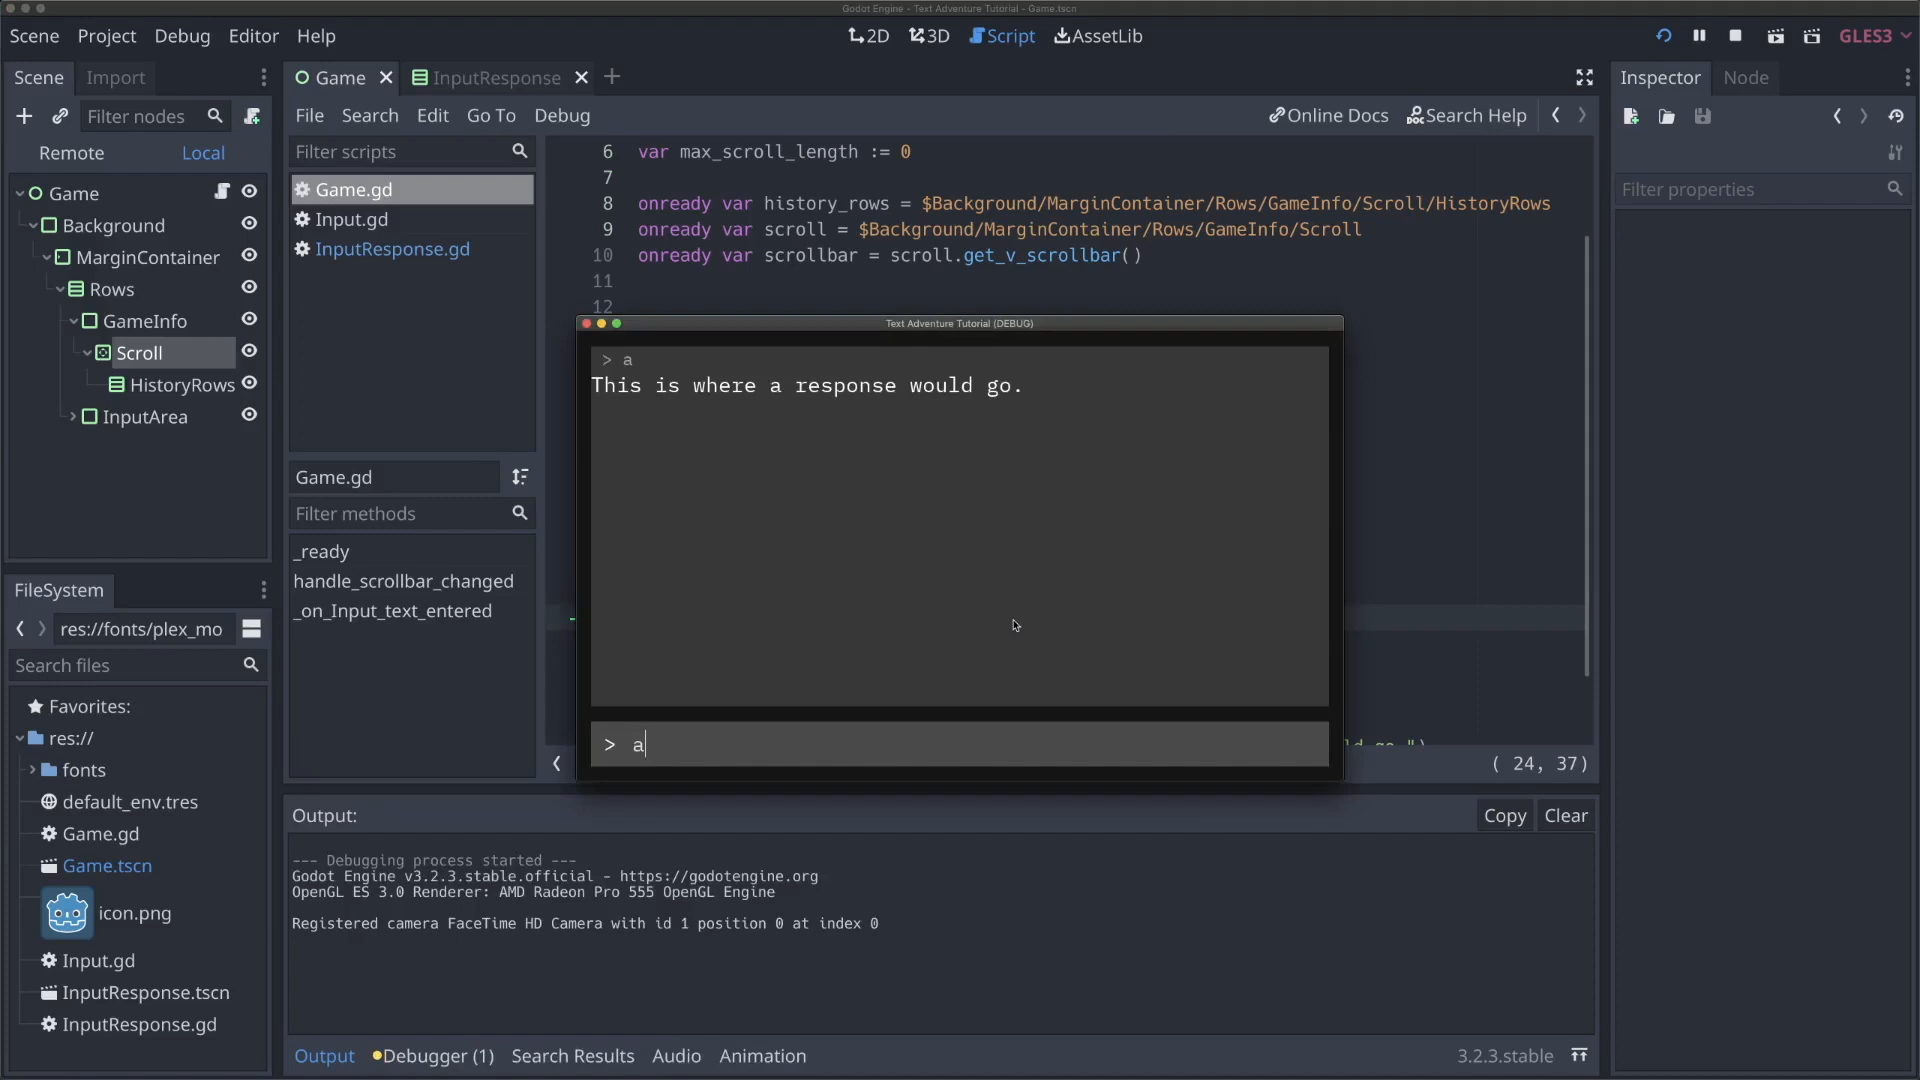 Godot Engine - Text Adventure Tutorial - Game.tscn
Scene Project Debug Editor Help
2D 3D Script AssetLib
GLES3
Scene Import
Filter nodes
Remote Local
Game
Background
MarginContainer
Rows
GameInfo
Scroll
HistoryRows
InputArea
FileSystem
res://fonts/plex_mo
Search files
Favorites:
res://
fonts
default_env.tres
Game.gd
Game.tscn
icon.png
Input.gd
InputResponse.tscn
InputResponse.gd
Game InputResponse
File Search Edit Go To Debug
Online Docs Search Help
Filter scripts
Game.gd
Input.gd
InputResponse.gd
Game.gd
Filter methods
_ready
handle_scrollbar_changed
_on_Input_text_entered
6 var max_scroll_length := 0
7
8 onready var history_rows = $Background/MarginContainer/Rows/GameInfo/Scroll/HistoryRows
9 onready var scroll = $Background/MarginContainer/Rows/GameInfo/Scroll
10 onready var scrollbar = scroll.get_v_scrollbar()
11
12
Text Adventure Tutorial (DEBUG)
> a
This is where a response would go.
> a
( 24, 37)
Output:
Copy Clear
--- Debugging process started ---
Godot Engine v3.2.3.stable.official - https://godotengine.org
OpenGL ES 3.0 Renderer: AMD Radeon Pro 555 OpenGL Engine
Registered camera FaceTime HD Camera with id 1 position 0 at index 0
Output Debugger (1) Search Results Audio Animation
3.2.3.stable
Inspector Node
Filter properties